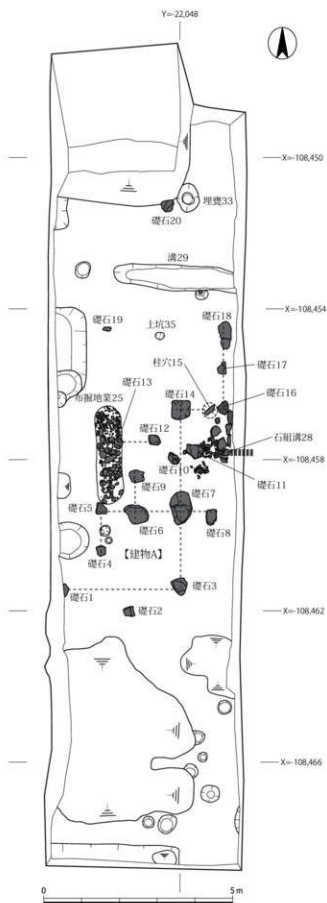 Y=-22,048
X=-108,450
埋甕33
礎石20
溝29
X=-108,454
礎石18
礎石19
土坑35
柱穴15
礎石17
礎石13
礎石14
礎石16
布掘地業25
礎石12
石組溝28
X=-108,458
礎石10
礎石11
礎石9
礎石7
礎石5
礎石6
礎石8
【建物A】
礎石4
礎石1
礎石3
礎石2
X=-108,462
X=-108,466
0 5 m